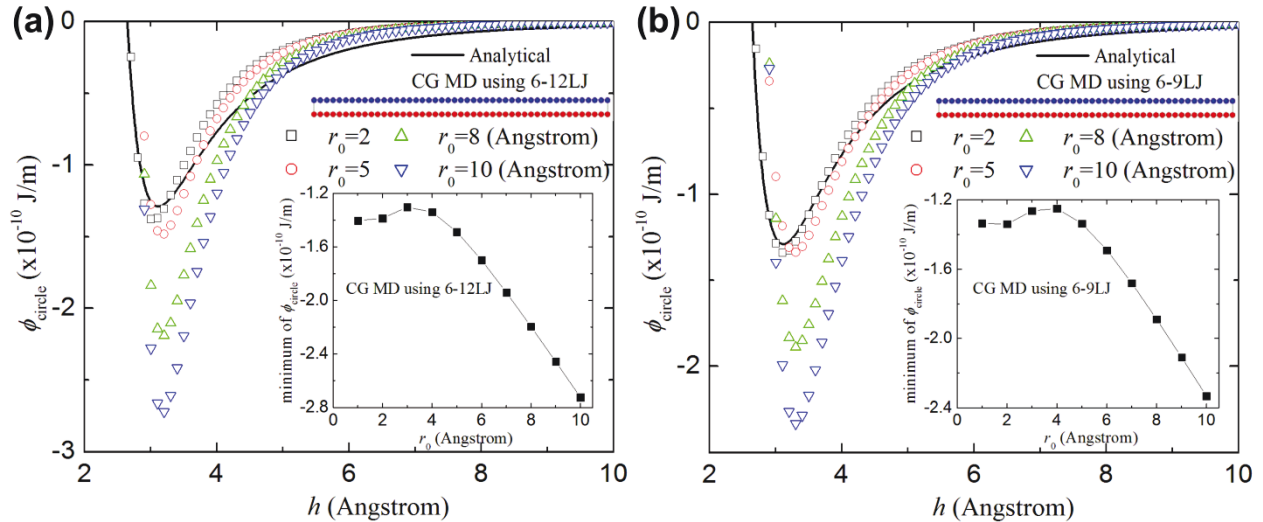 (a)
0
-1
-2
-3
ϕcircle (x10⁻¹⁰ J/m)
Analytical
CG MD using 6-12LJ
r₀=2
r₀=8 (Angstrom)
r₀=5
r₀=10 (Angstrom)
-1.2
-1.6
-2.0
-2.4
-2.8
minimum of ϕcircle (x10⁻¹⁰ J/m)
CG MD using 6-12LJ
0 2 4 6 8 10
r₀ (Angstrom)
2 4 6 8 10
h (Angstrom)
(b)
0
-1
-2
ϕcircle (x10⁻¹⁰ J/m)
Analytical
CG MD using 6-9LJ
r₀=2
r₀=8 (Angstrom)
r₀=5
r₀=10 (Angstrom)
-1.2
-1.6
-2.0
-2.4
minimum of ϕcircle (x10⁻¹⁰ J/m)
CG MD using 6-9LJ
0 2 4 6 8 10
r₀ (Angstrom)
2 4 6 8 10
h (Angstrom)